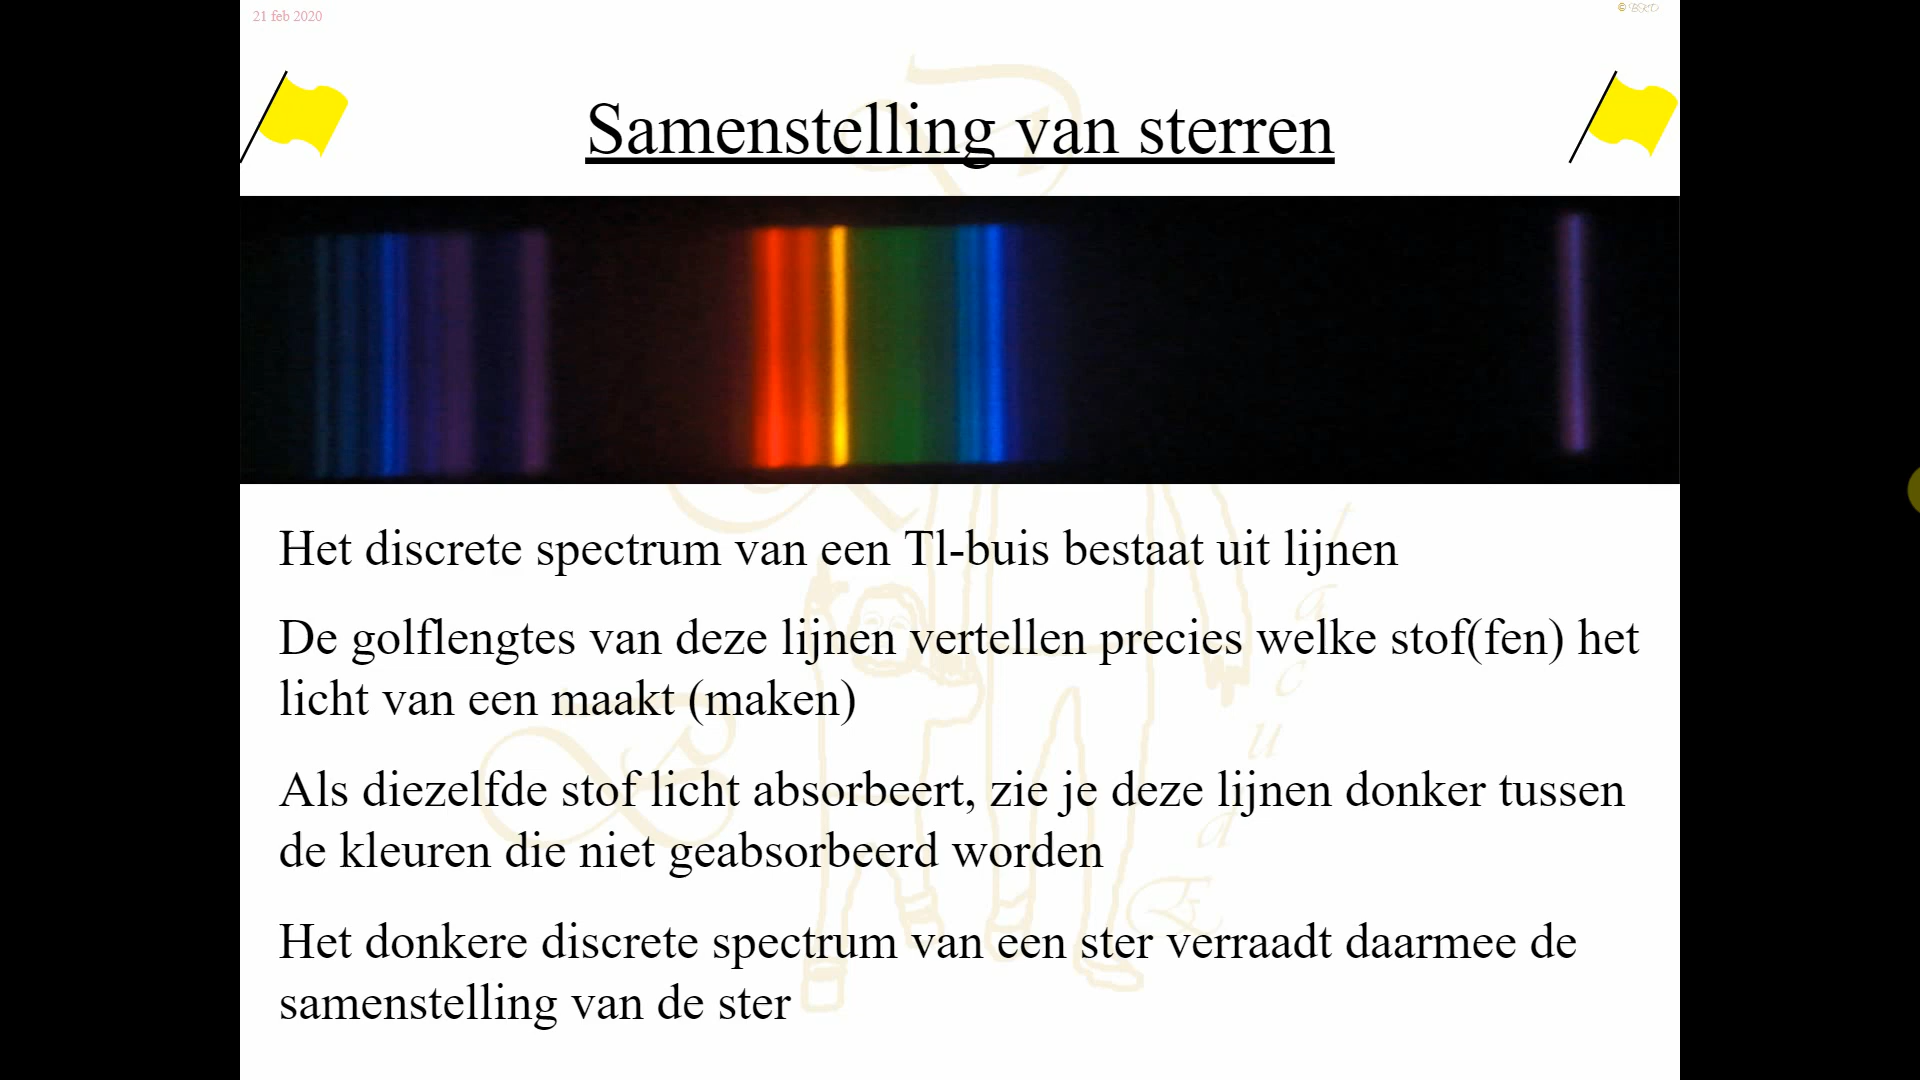 21 feb 2020
© BKD
Samenstelling van sterren
Het discrete spectrum van een Tl-buis bestaat uit lijnen
De golflengtes van deze lijnen vertellen precies welke stof(fen) het
licht van een maakt (maken)
Als diezelfde stof licht absorbeert, zie je deze lijnen donker tussen
de kleuren die niet geabsorbeerd worden
Het donkere discrete spectrum van een ster verraadt daarmee de
samenstelling van de ster